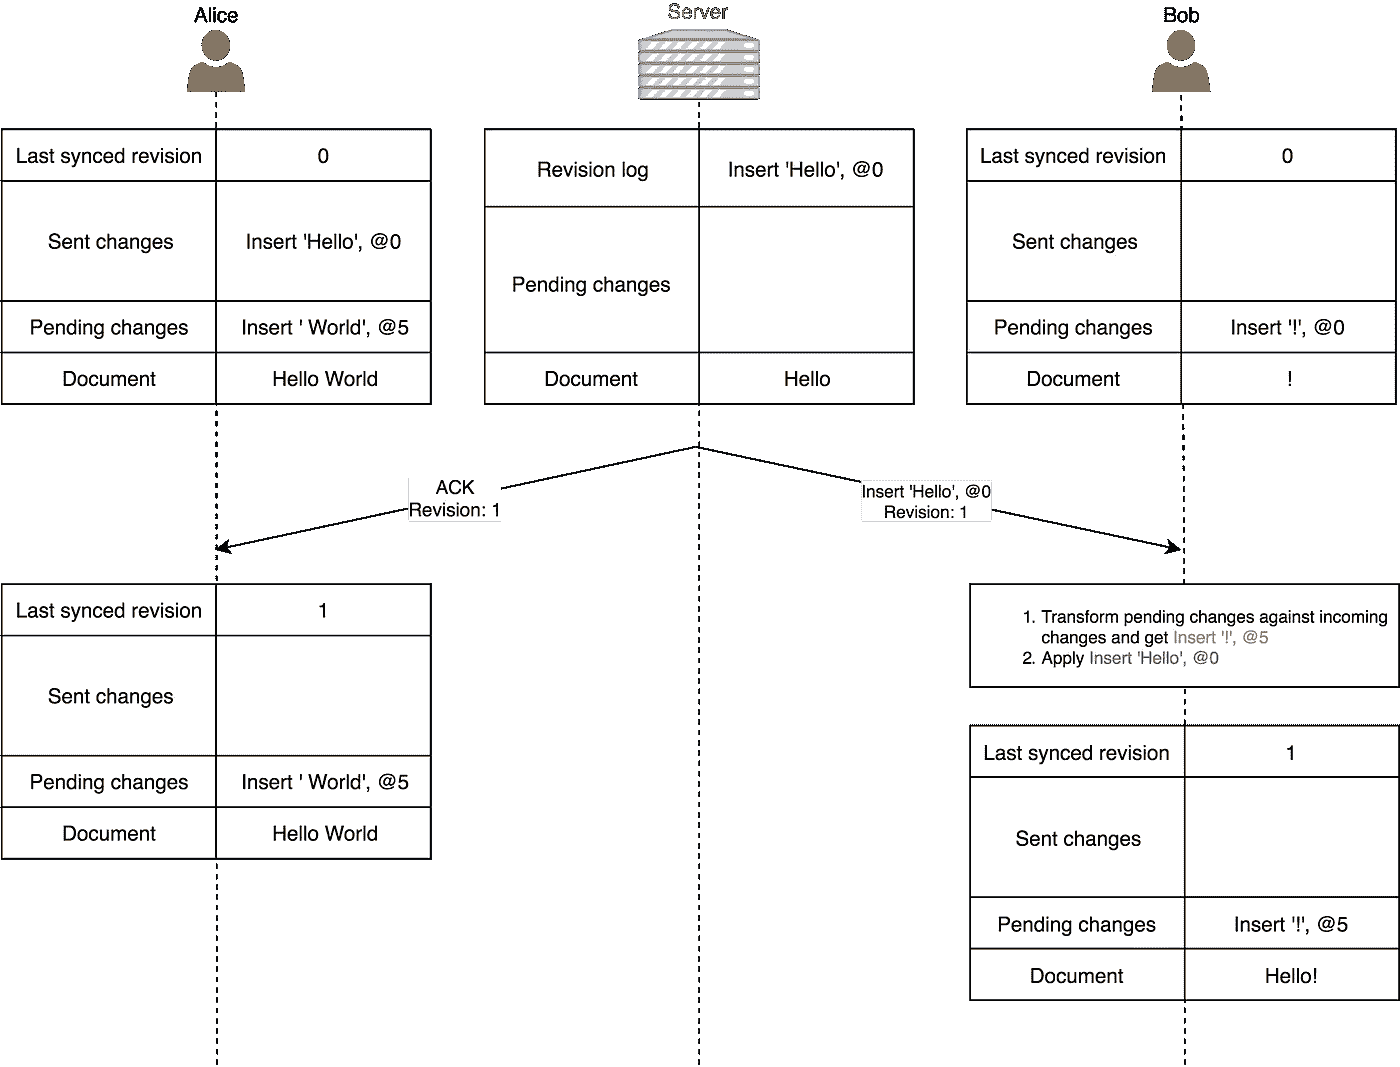 Alice
Server
Bob
Last synced revision 0
Sent changes Insert 'Hello', @0
Pending changes Insert ' World', @5
Document Hello World
Revision log Insert 'Hello', @0
Pending changes
Document Hello
Last synced revision 0
Sent changes
Pending changes Insert '!', @0
Document !
ACK
Revision: 1
Insert 'Hello', @0
Revision: 1
Last synced revision 1
Sent changes
Pending changes Insert ' World', @5
Document Hello World
1. Transform pending changes against incoming
changes and get Insert '!', @5
2. Apply Insert 'Hello', @0
Last synced revision 1
Sent changes
Pending changes Insert '!', @5
Document Hello!